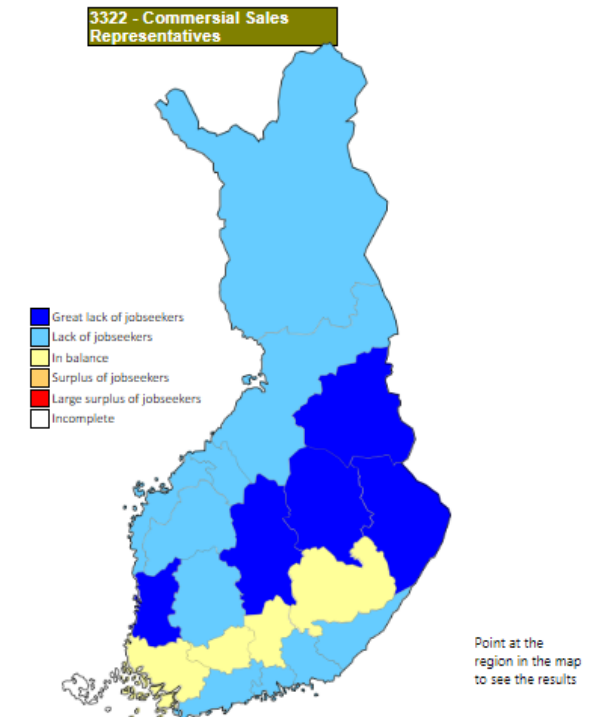 3322 - Commersial Sales
Representatives
Great lack of jobseekers
Lack of jobseekers
In balance
Surplus of jobseekers
Large surplus of jobseekers
Incomplete
Point at the
region in the map
to see the results